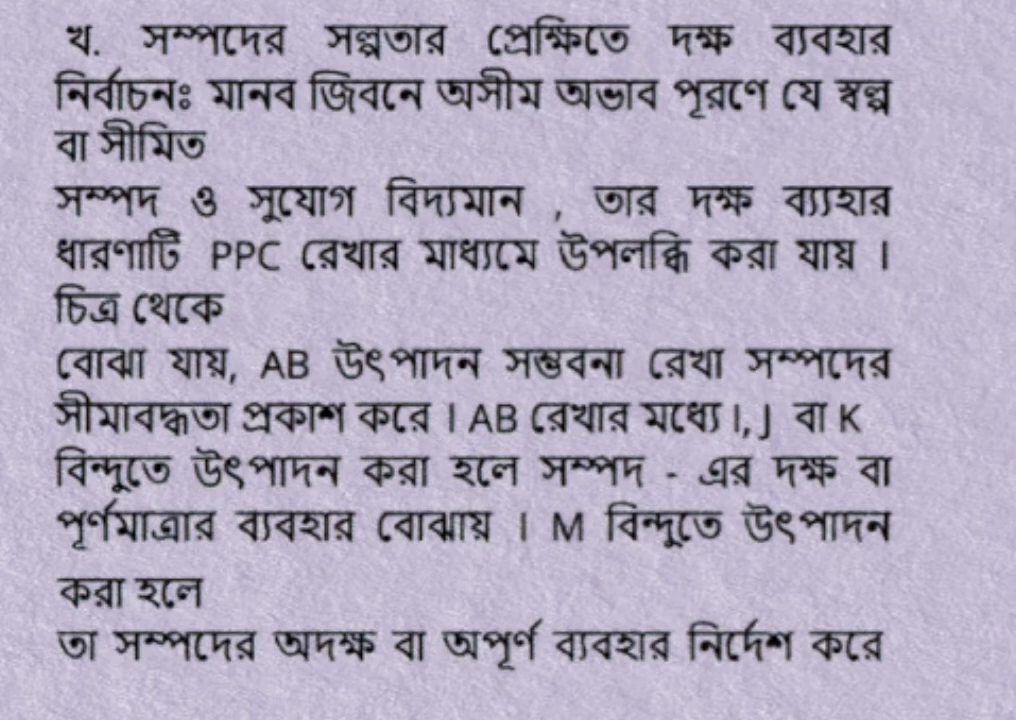 খ. সম্পদের সল্পতার প্রেক্ষিতে দক্ষ ব্যবহার
নির্বাচনঃ মানব জিবনে অসীম অভাব পূরণে যে স্বল্প
বা সীমিত
সম্পদ ও সুযোগ বিদ্যমান , তার দক্ষ ব্য্যহার
ধারণাটি PPC রেখার মাধ্যমে উপলব্ধি করা যায় ।
চিত্র থেকে
বোঝা যায়, AB উৎপাদন সম্ভবনা রেখা সম্পদের
সীমাবদ্ধতা প্রকাশ করে । AB রেখার মধ্যে I, J বা K
বিন্দুতে উৎপাদন করা হলে সম্পদ - এর দক্ষ বা
পূর্ণমাত্রার ব্যবহার বোঝায় । M বিন্দুতে উৎপাদন
করা হলে
তা সম্পদের অদক্ষ বা অপূর্ণ ব্যবহার নির্দেশ করে